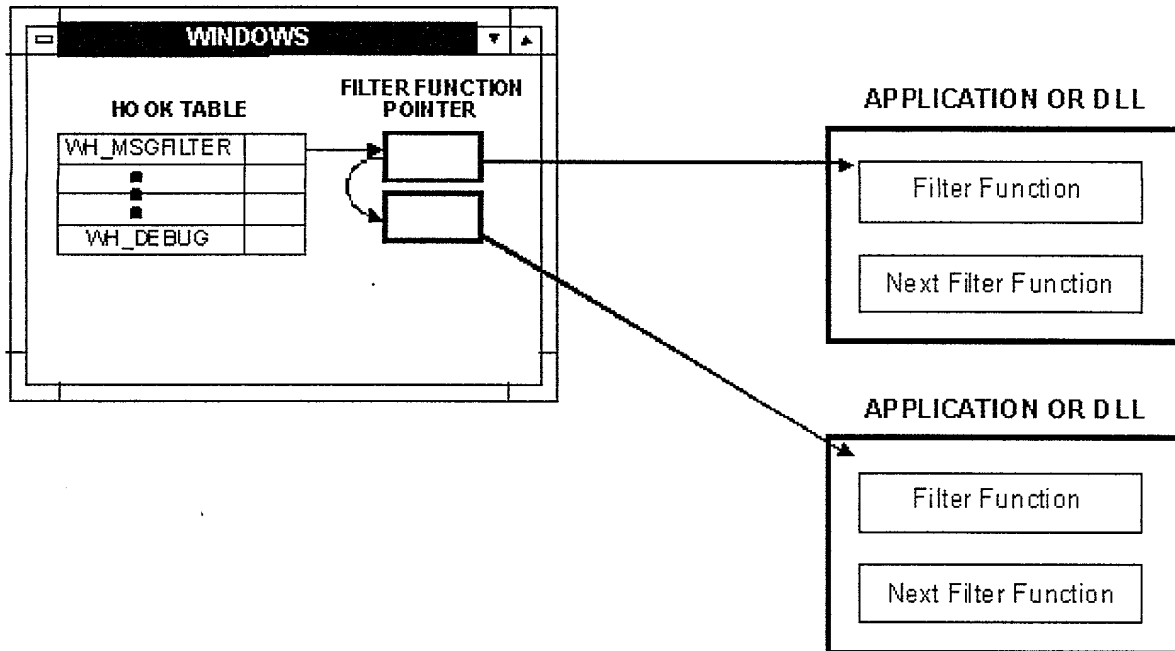 WINDOWS
HOOK TABLE
FILTER FUNCTION
POINTER
WH_MSGFILTER
WH_DEBUG
APPLICATION OR DLL
Filter Function
Next Filter Function
APPLICATION OR DLL
Filter Function
Next Filter Function